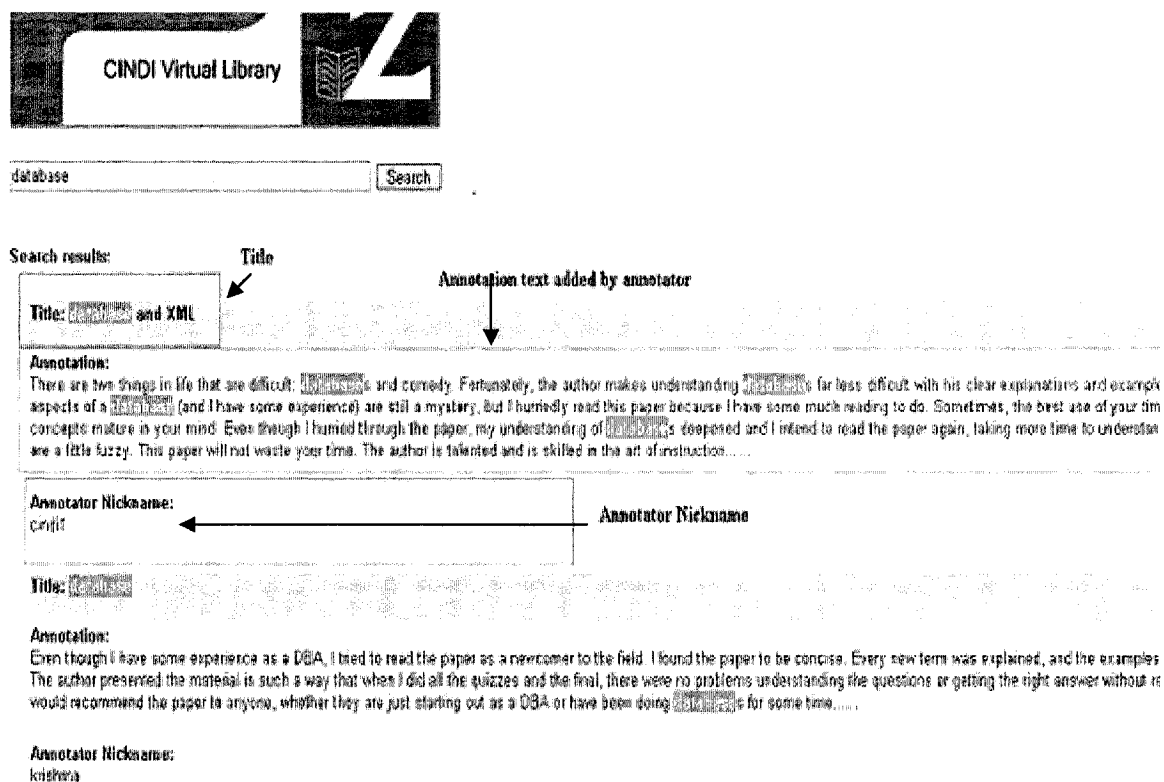 CINDI Virtual Library
database Search
Search results: Title
Annotation text added by annotator
Title: database and XML
Annotation:
There are two things in life that are difficult: databases and comedy. Fortunately, the author makes understanding databases far less difficult with his clear explanations and example
aspects of a database (and I have some experience) are still a mystery, but I hurriedly read this paper because I have some much reading to do. Sometimes, the best use of your tim
concepts mature in your mind. Even though I hurried through the paper, my understanding of databases deepened and I intend to read the paper again, taking more time to understan
are a little fuzzy. This paper will not waste your time. The author is talented and is skilled in the art of instruction......
Annotator Nickname:
Annotator Nickname
Title: database
Annotation:
Even though I have some experience as a DBA, I tried to read the paper as a newcomer to the field. I found the paper to be concise. Every new term was explained, and the examples
The author presented the material is such a way that when I did all the quizzes and the final, there were no problems understanding the questions or getting the right answer without re
would recommend the paper to anyone, whether they are just starting out as a DBA or have been doing databases for some time......
Annotator Nickname:
krishna